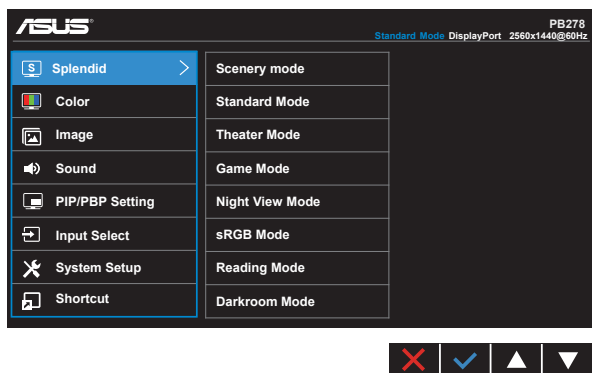 ASUS
PB278
Standard Mode DisplayPort 2560x1440@60Hz
S Splendid
Color
Image
Sound
PIP/PBP Setting
Input Select
System Setup
Shortcut
Scenery mode
Standard Mode
Theater Mode
Game Mode
Night View Mode
sRGB Mode
Reading Mode
Darkroom Mode